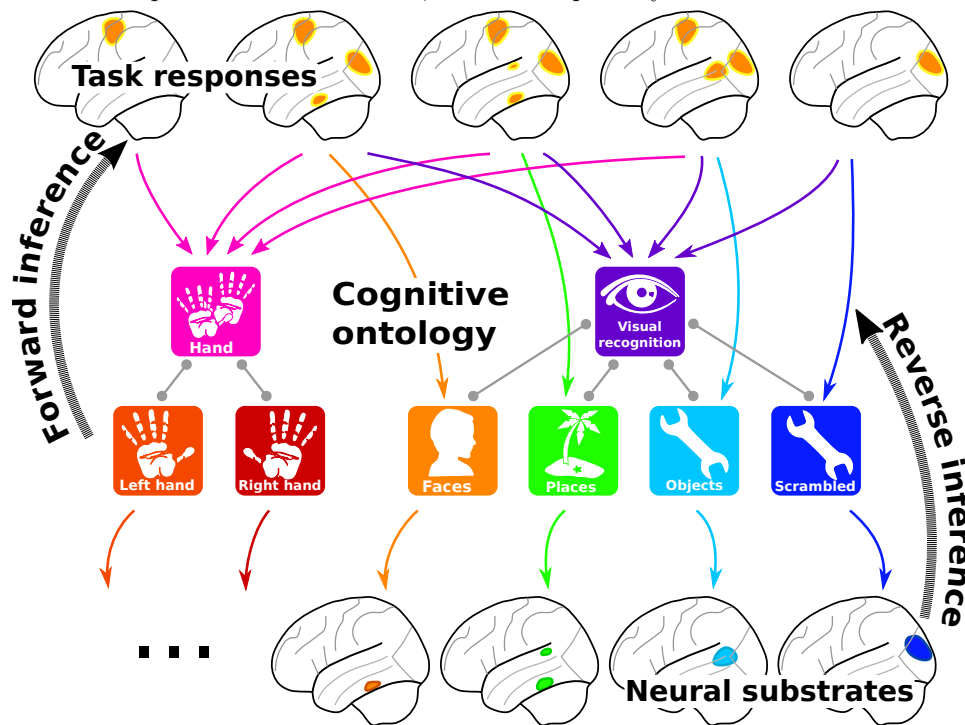 Task responses
Forward inference
Cognitive
ontology
Hand
Visual
recognition
Reverse inference
Left hand
Right hand
Faces
Places
Objects
Scrambled
...
Neural substrates